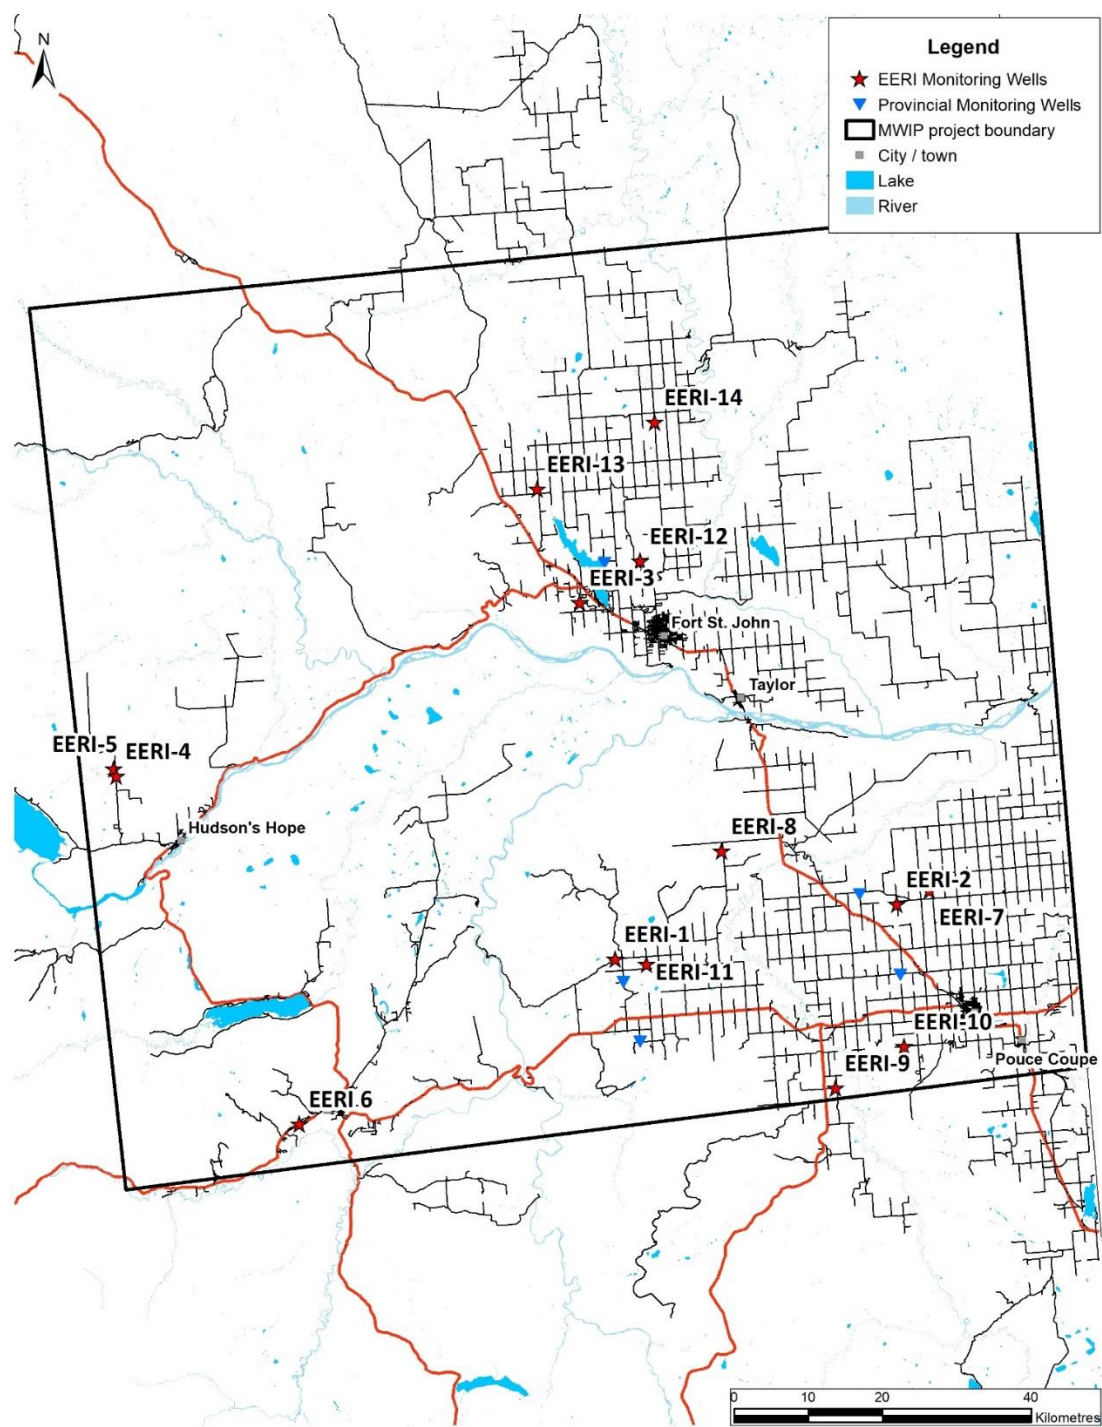 N
Legend
EERI Monitoring Wells
Provincial Monitoring Wells
MWIP project boundary
City / town
Lake
River
EERI-14
EERI-13
EERI-12
EERI-3
Fort St. John
Taylor
EERI-5
EERI-4
Hudson's Hope
EERI-8
EERI-2
EERI-7
EERI-1
EERI-11
EERI-10
Pouce Coupe
EERI-9
EERI 6
0 10 20 40
Kilometres